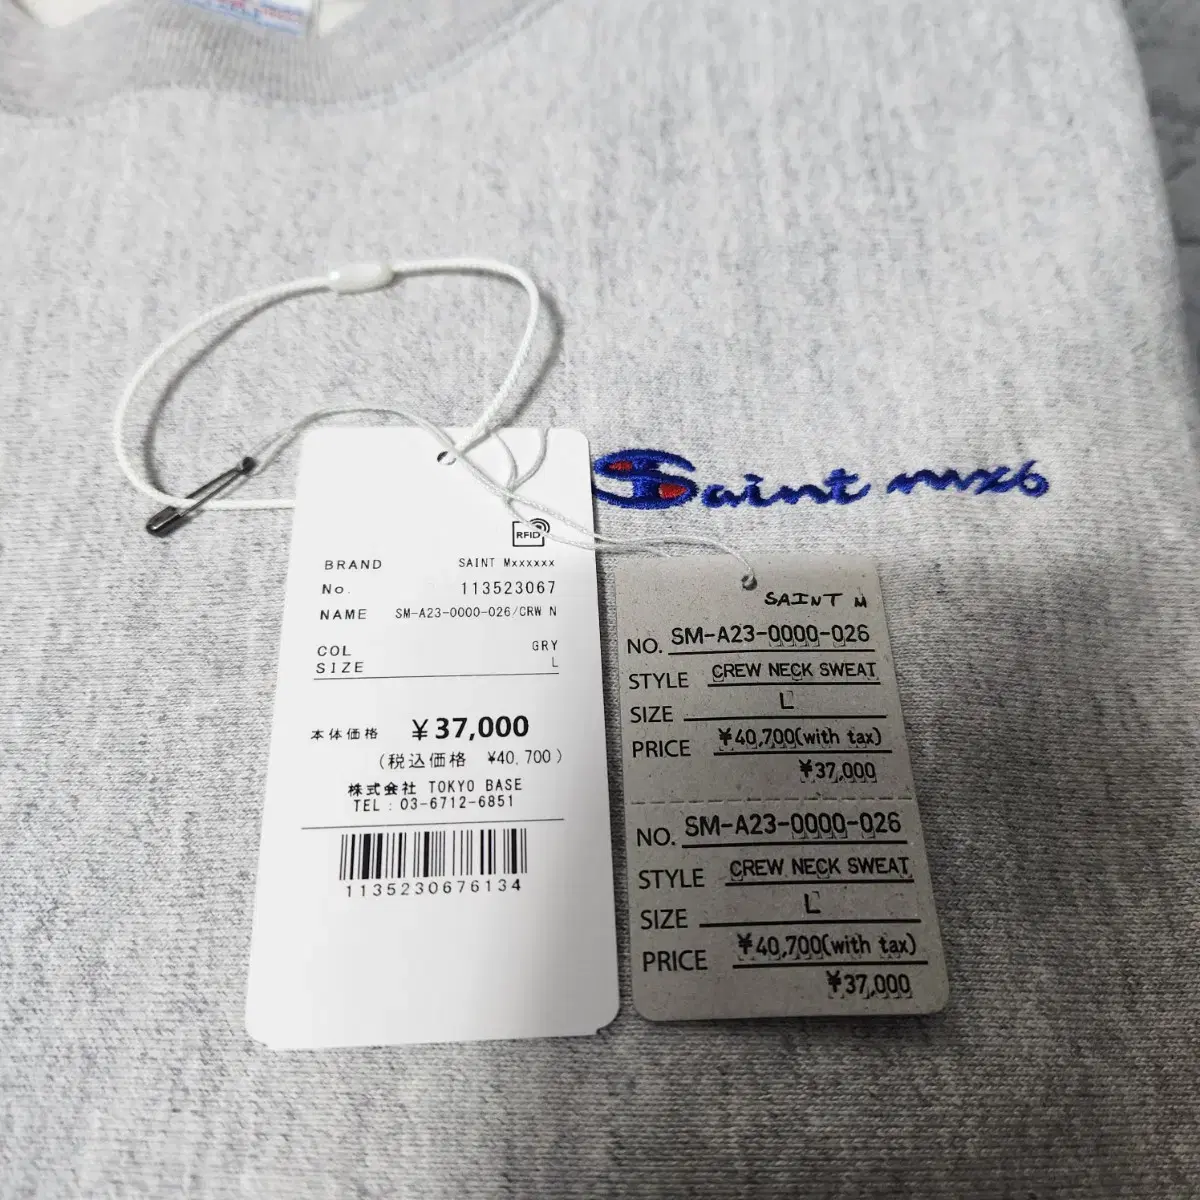 Saint mx6
RFID
BRAND SAINT Mxxxxxx
No. 113523067
NAME SM-A23-0000-026/CRW N
COL GRY
SIZE L
本体価格 ¥37,000
(税込価格 ¥40,700)
株式会社 TOKYO BASE
TEL : 03-6712-6851
1135230676134
SAINT M
NO. SM-A23-0000-026
STYLE CREW NECK SWEAT
SIZE L
PRICE ¥40,700(with tax)
¥37,000
NO. SM-A23-0000-026
STYLE CREW NECK SWEAT
SIZE L
PRICE ¥40,700(with tax)
¥37,000